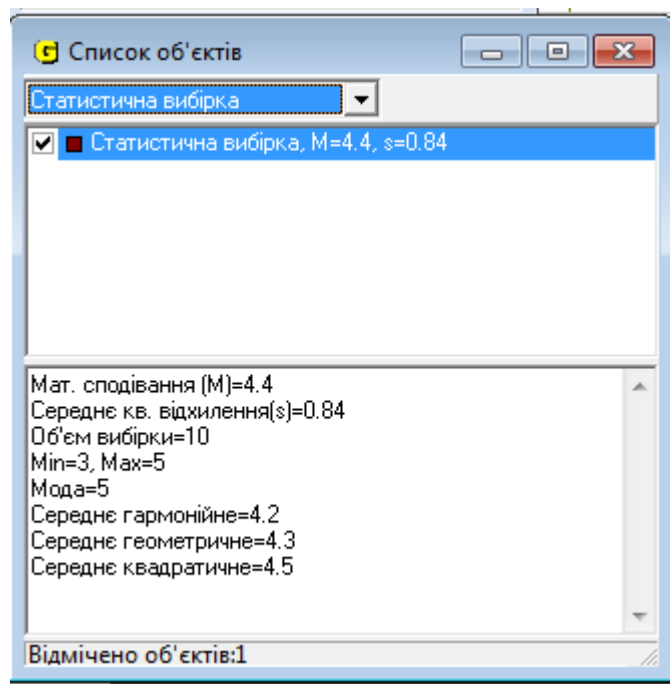 Список об'єктів
Статистична вибірка
Статистична вибірка, M=4.4, s=0.84
Мат. сподівання (M)=4.4
Середнє кв. відхилення(s)=0.84
Об'єм вибірки=10
Min=3, Max=5
Мода=5
Середнє гармонійне=4.2
Середнє геометричне=4.3
Середнє квадратичне=4.5
Відмічено об'єктів:1